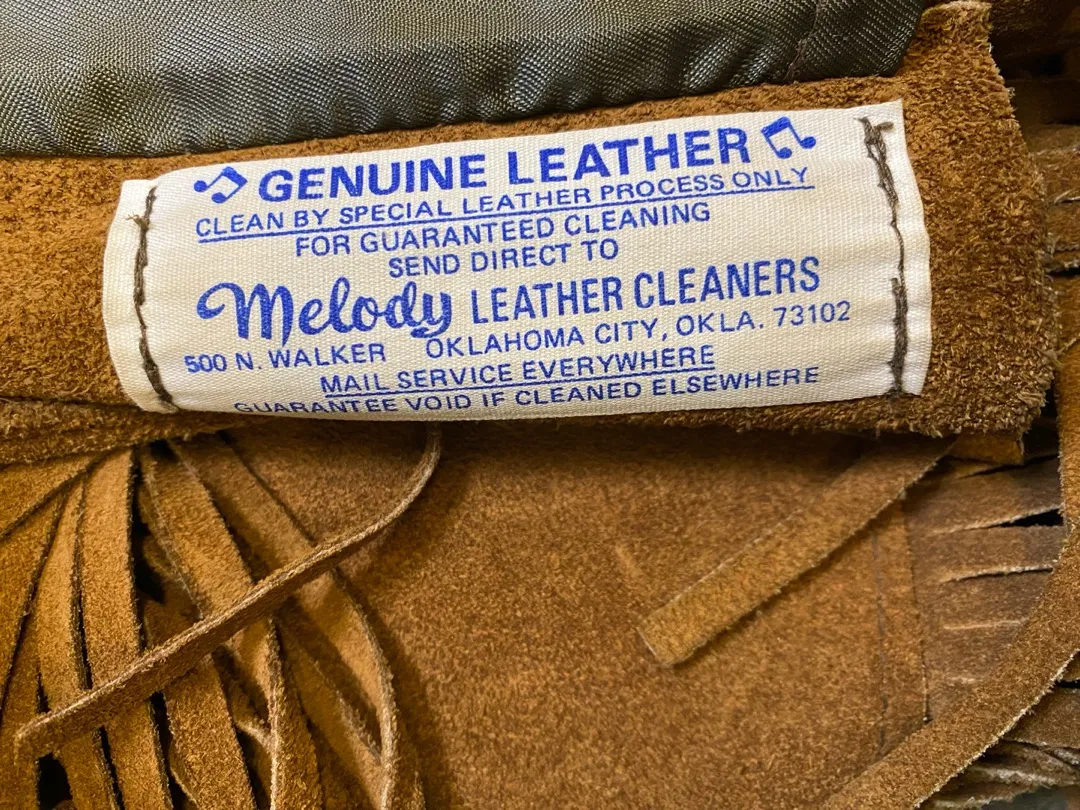 GENUINE LEATHER
CLEAN BY SPECIAL LEATHER PROCESS ONLY
FOR GUARANTEED CLEANING
SEND DIRECT TO
Melody LEATHER CLEANERS
500 N. WALKER OKLAHOMA CITY, OKLA. 73102
MAIL SERVICE EVERYWHERE
GUARANTEE VOID IF CLEANED ELSEWHERE